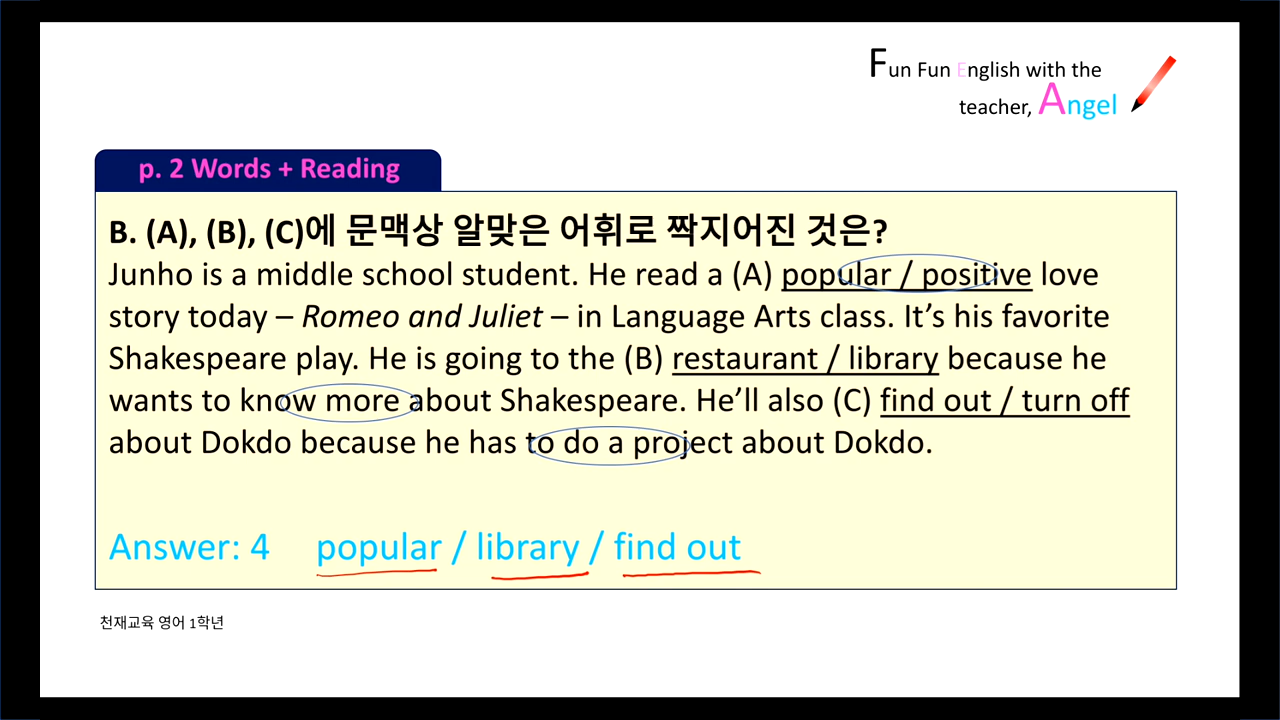 Fun Fun English with the
teacher, Angel
p. 2 Words + Reading
B. (A), (B), (C)에 문맥상 알맞은 어휘로 짝지어진 것은?
Junho is a middle school student. He read a (A) popular / positive love
story today – Romeo and Juliet – in Language Arts class. It’s his favorite
Shakespeare play. He is going to the (B) restaurant / library because he
wants to know more about Shakespeare. He’ll also (C) find out / turn off
about Dokdo because he has to do a project about Dokdo.
Answer: 4 popular / library / find out
천재교육 영어 1학년